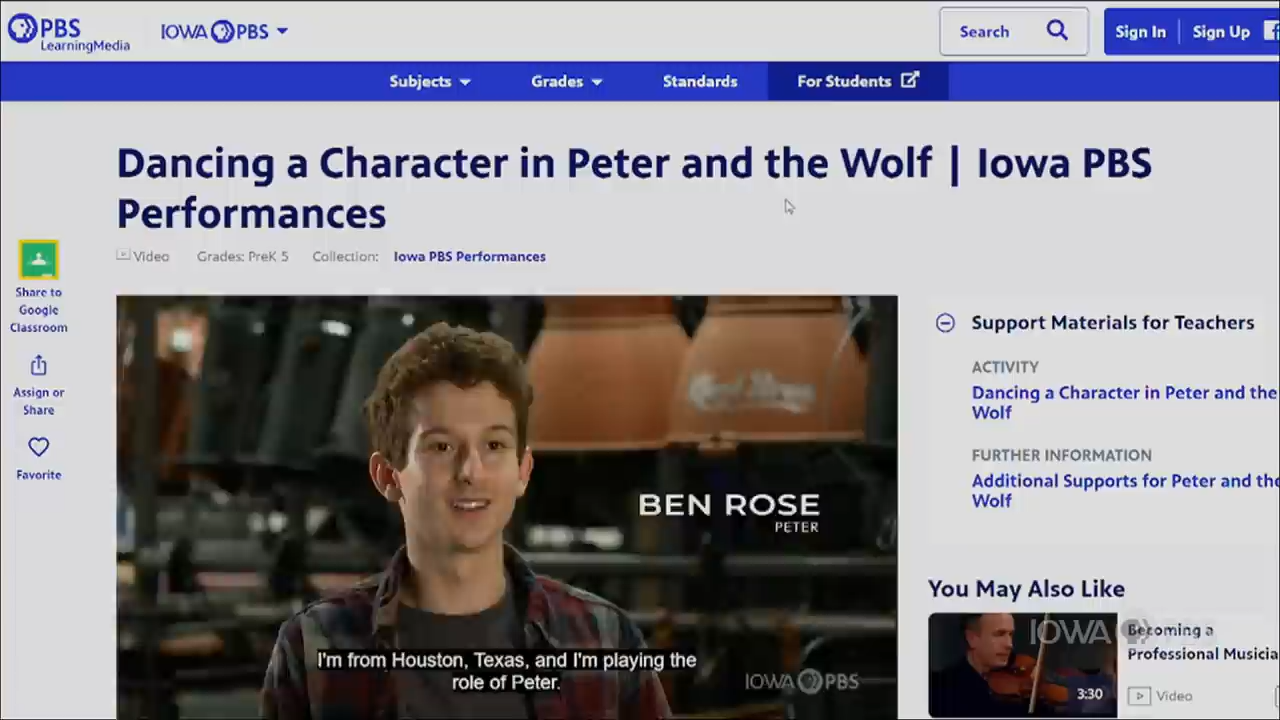 PBS
LearningMedia
IOWA PBS
Search
Sign In
Sign Up
Subjects
Grades
Standards
For Students
Dancing a Character in Peter and the Wolf | Iowa PBS
Performances
Video
Grades: PreK 5
Collection:
Iowa PBS Performances
Share to
Google
Classroom
Assign or
Share
Favorite
BEN ROSE
PETER
I'm from Houston, Texas, and I'm playing the
role of Peter.
IOWA PBS
Support Materials for Teachers
ACTIVITY
Dancing a Character in Peter and the
Wolf
FURTHER INFORMATION
Additional Supports for Peter and the
Wolf
You May Also Like
IOWA
Becoming a
Professional Musicia
3:30
Video